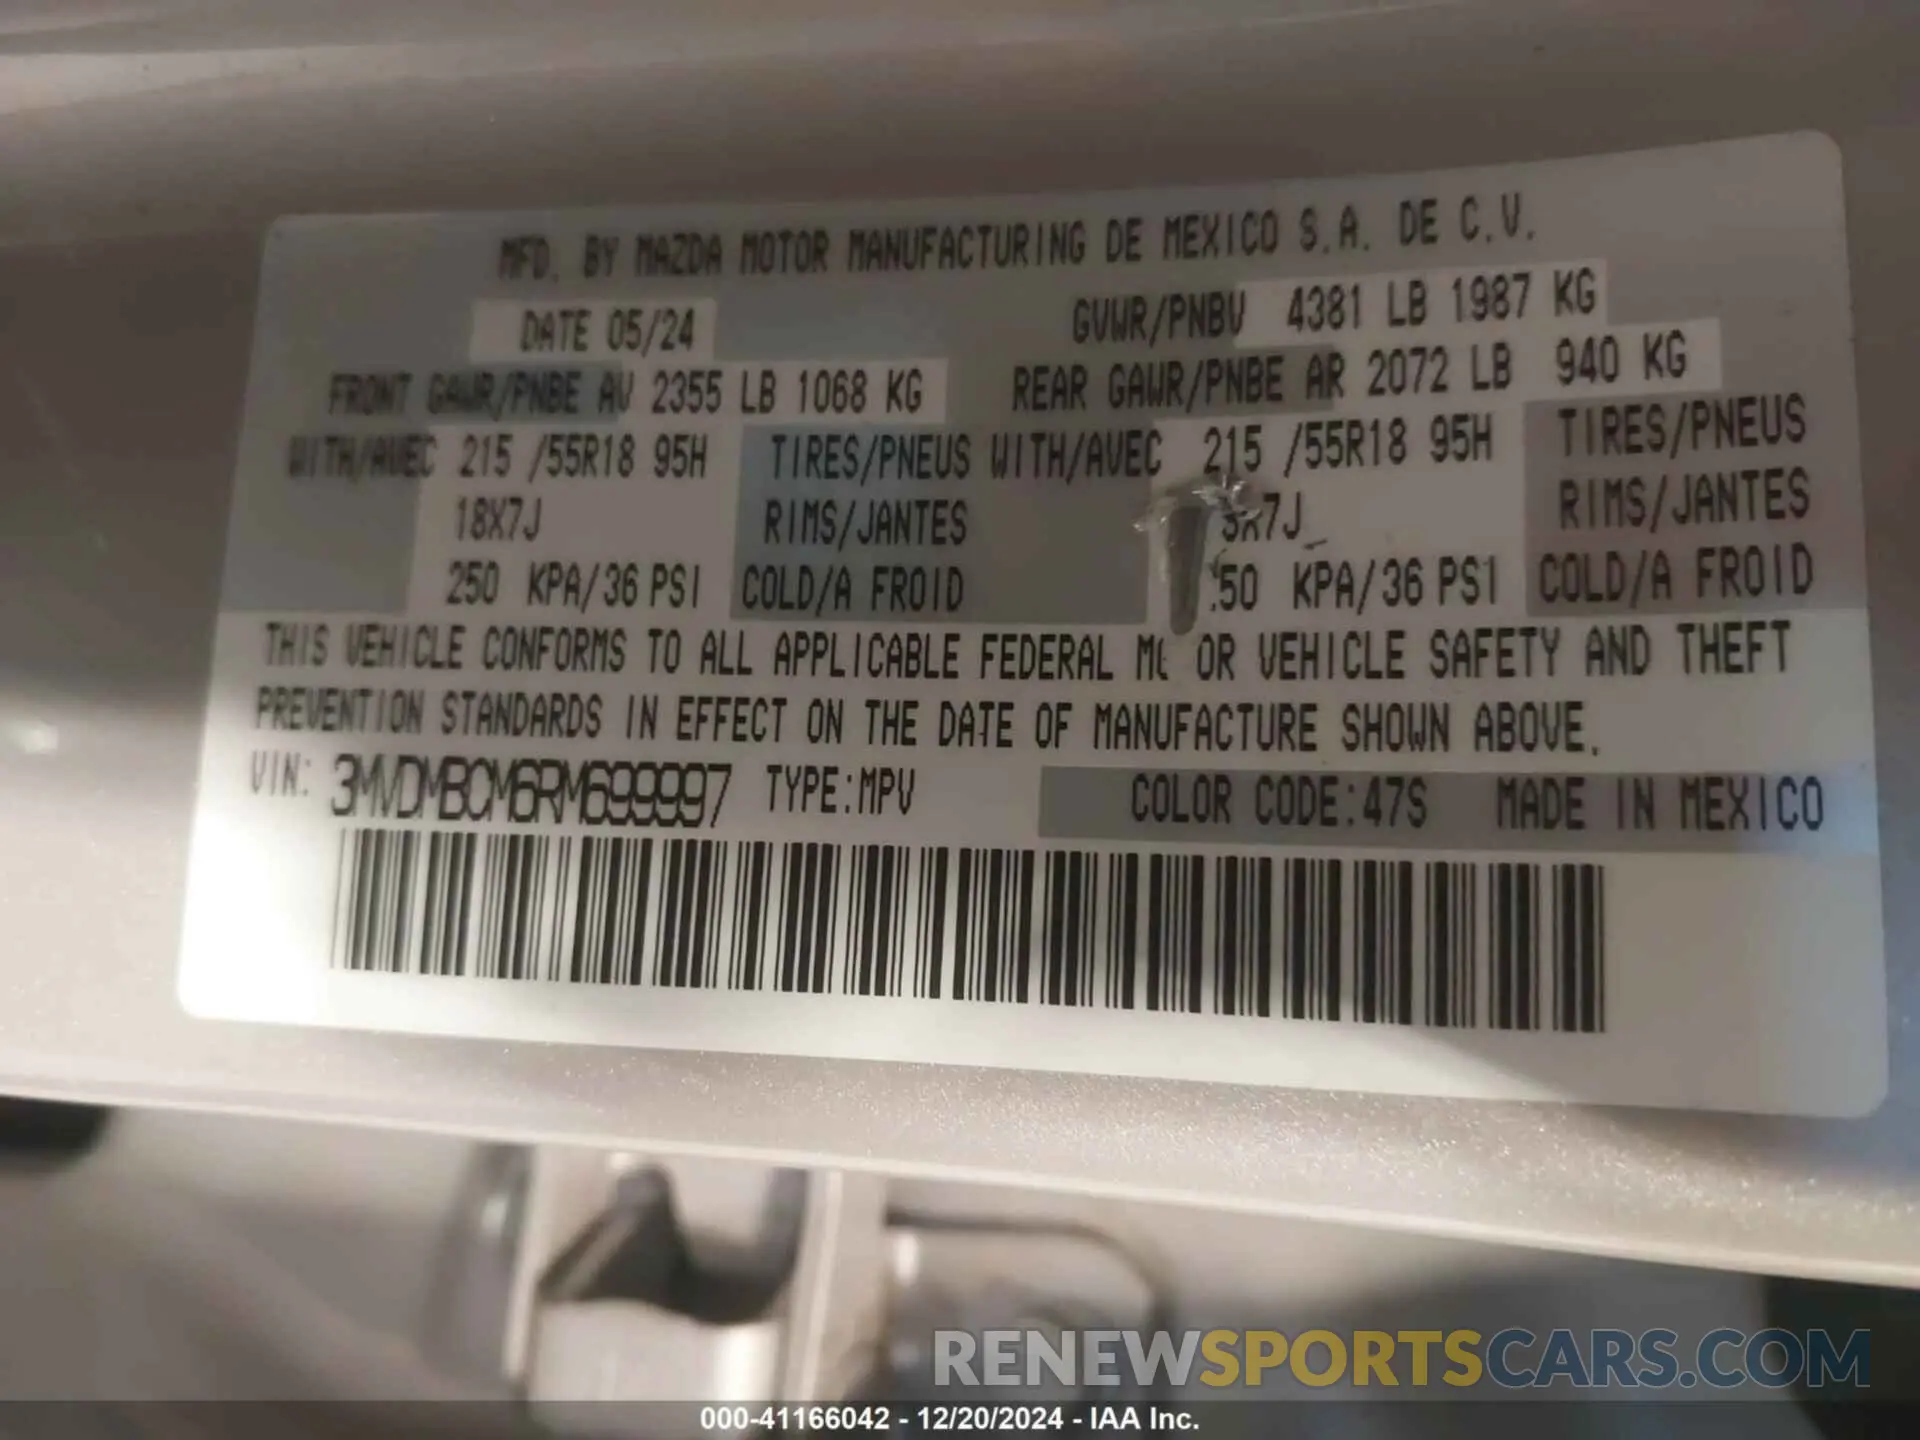 MFD. BY MAZDA MOTOR MANUFACTURING DE MEXICO S.A. DE C.V.
DATE 05/24 GVWR/PNBV 4381 LB 1987 KG
FRONT GAWR/PNBE AV 2355 LB 1068 KG REAR GAWR/PNBE AR 2072 LB 940 KG
WITH/AVEC 215 /55R18 95H TIRES/PNEUS WITH/AVEC 215 /55R18 95H TIRES/PNEUS
18X7J RIMS/JANTES X7J RIMS/JANTES
250 KPA/36 PSI COLD/A FROID 50 KPA/36 PSI COLD/A FROID
THIS VEHICLE CONFORMS TO ALL APPLICABLE FEDERAL M OR VEHICLE SAFETY AND THEFT
PREVENTION STANDARDS IN EFFECT ON THE DATE OF MANUFACTURE SHOWN ABOVE.
VIN: 3MVDMBCM6RM699997 TYPE:MPV COLOR CODE:47S MADE IN MEXICO
RENEWSPORTSCARS.COM
000-41166042 - 12/20/2024 - IAA Inc.